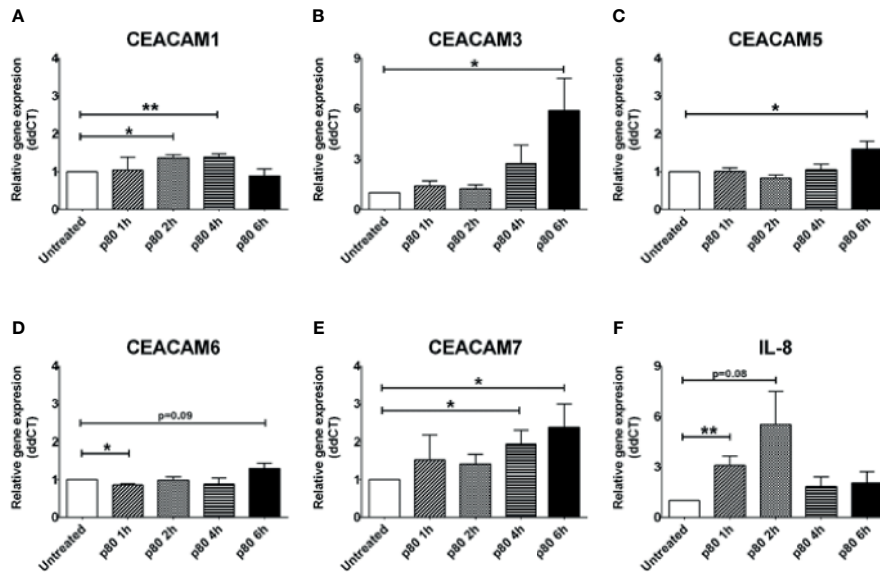 A
CEACAM1
Relative gene expresion
(ddCT)
4
3
2
1
0
**
*
Untreated
p80 1h
p80 2h
p80 4h
p80 6h
B
CEACAM3
Relative gene expresion
(ddCT)
9
6
3
0
*
Untreated
p80 1h
p80 2h
p80 4h
p80 6h
C
CEACAM5
Relative gene expresion
(ddCT)
4
3
2
1
0
*
Untreated
p80 1h
p80 2h
p80 4h
p80 6h
D
CEACAM6
Relative gene expresion
(ddCT)
4
3
2
1
0
p=0.09
*
Untreated
p80 1h
p80 2h
p80 4h
p80 6h
E
CEACAM7
Relative gene expresion
(ddCT)
4
3
2
1
0
*
*
Untreated
p80 1h
p80 2h
p80 4h
p80 6h
F
IL-8
Relative gene expresion
(ddCT)
9
6
3
0
p=0.08
**
Untreated
p80 1h
p80 2h
p80 4h
p80 6h